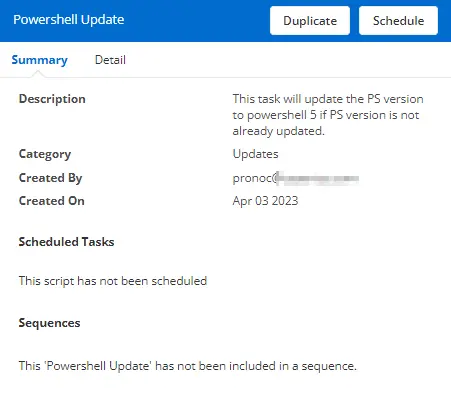 Powershell Update
Duplicate
Schedule
Summary
Detail
Description
This task will update the PS version
to powershell 5 if PS version is not
already updated.
Category
Updates
Created By
pronoc@
Created On
Apr 03 2023
Scheduled Tasks
This script has not been scheduled
Sequences
This 'Powershell Update' has not been included in a sequence.